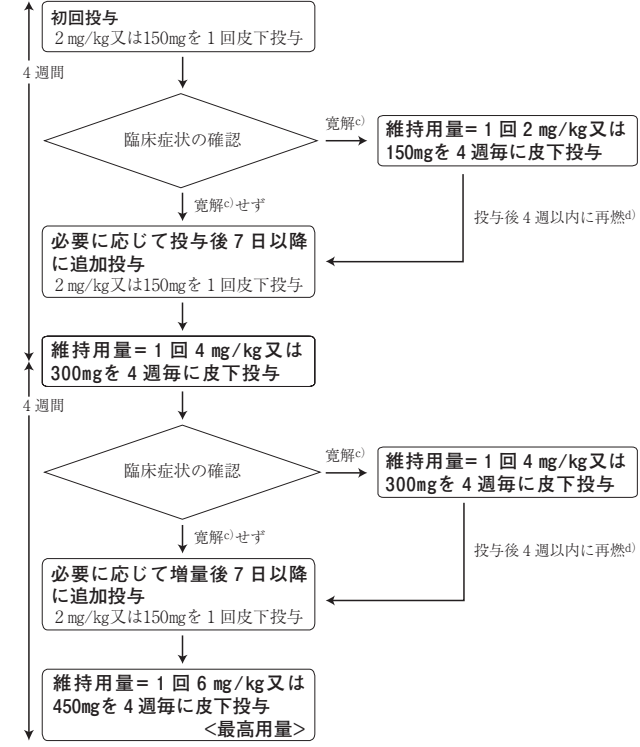 初回投与
2 mg/kg又は150mgを1回皮下投与
4週間
臨床症状の確認
寛解c)
維持用量=1回2 mg/kg又は
150mgを4週毎に皮下投与
寛解c)せず
投与後4週以内に再燃d)
必要に応じて投与後7日以降
に追加投与
2 mg/kg又は150mgを1回皮下投与
維持用量=1回4 mg/kg又は
300mgを4週毎に皮下投与
4週間
臨床症状の確認
寛解c)
維持用量=1回4 mg/kg又は
300mgを4週毎に皮下投与
寛解c)せず
投与後4週以内に再燃d)
必要に応じて増量後7日以降
に追加投与
2 mg/kg又は150mgを1回皮下投与
維持用量=1回6 mg/kg又は
450mgを4週毎に皮下投与
<最高用量>